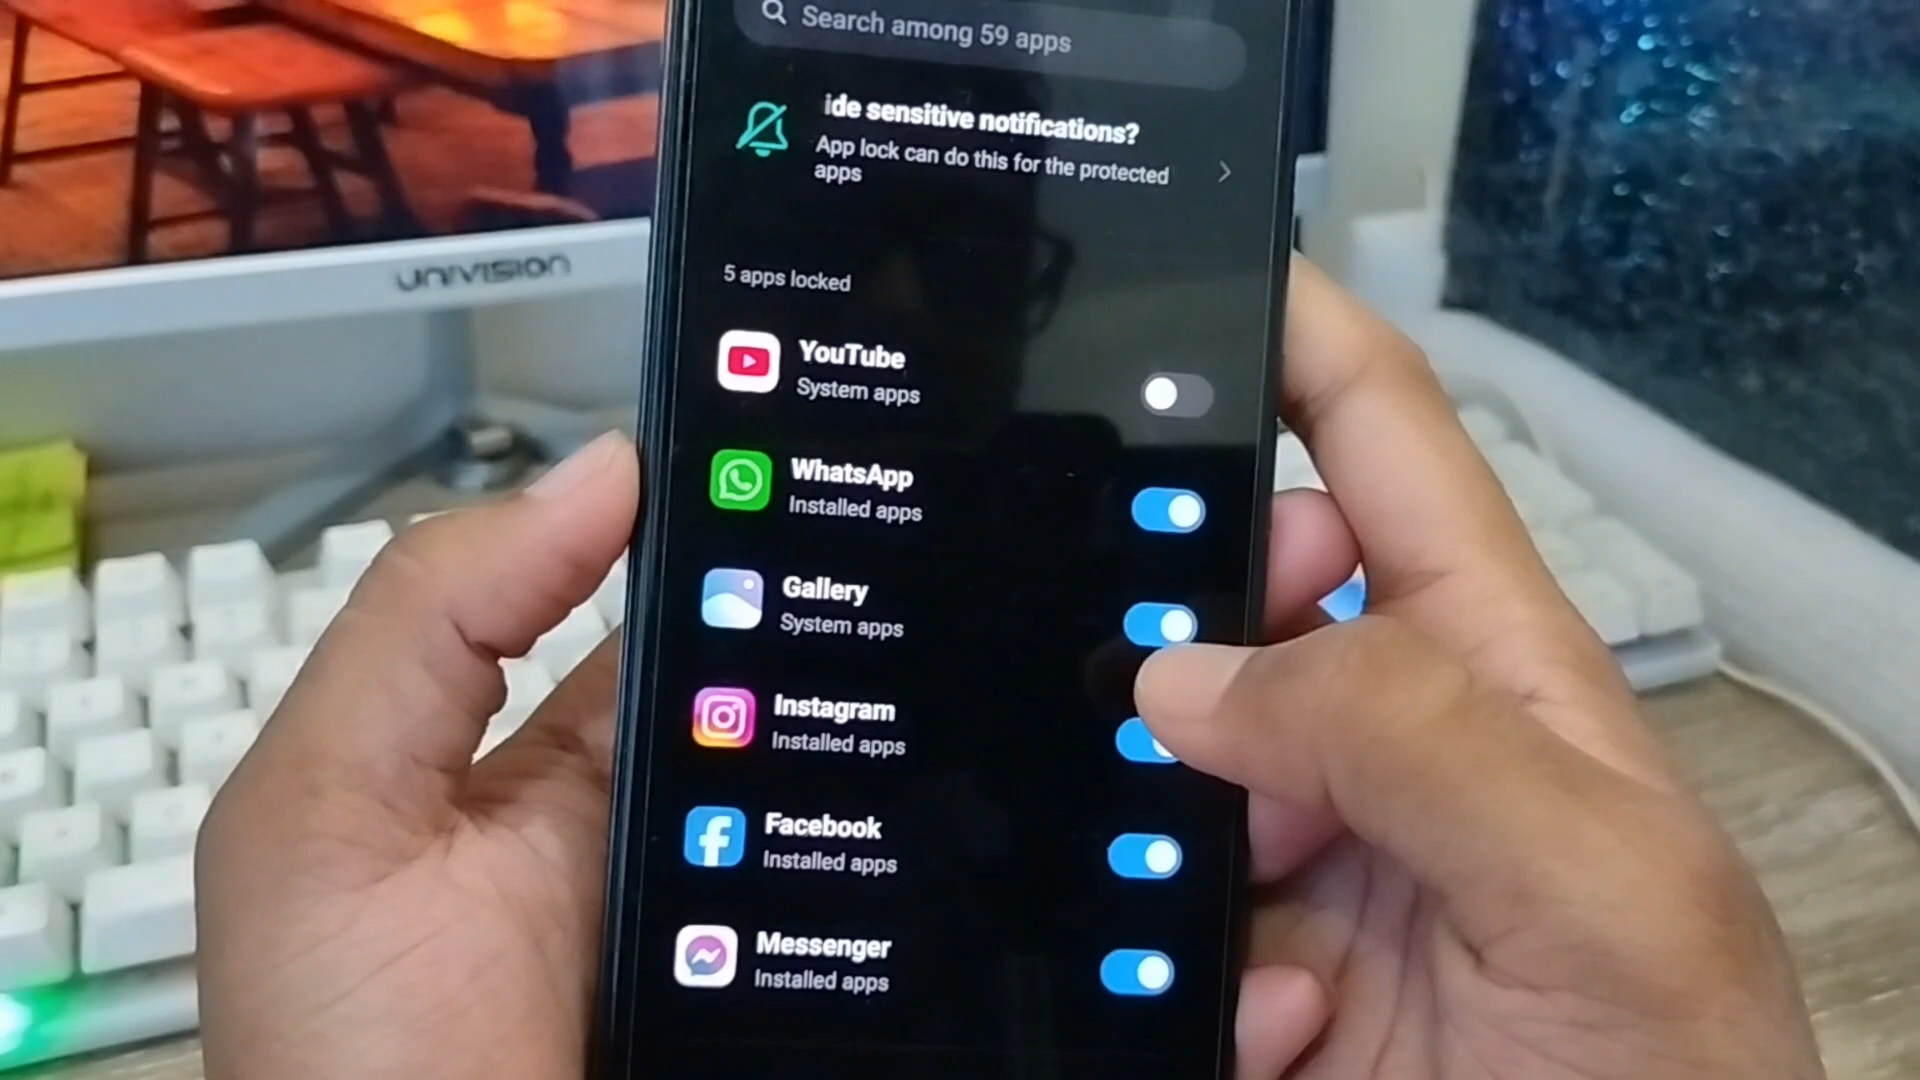 Search among 59 apps
ide sensitive notifications?
App lock can do this for the protected
apps
UNIVISION
5 apps locked
YouTube
System apps
WhatsApp
Installed apps
Gallery
System apps
Instagram
Installed apps
Facebook
Installed apps
Messenger
Installed apps